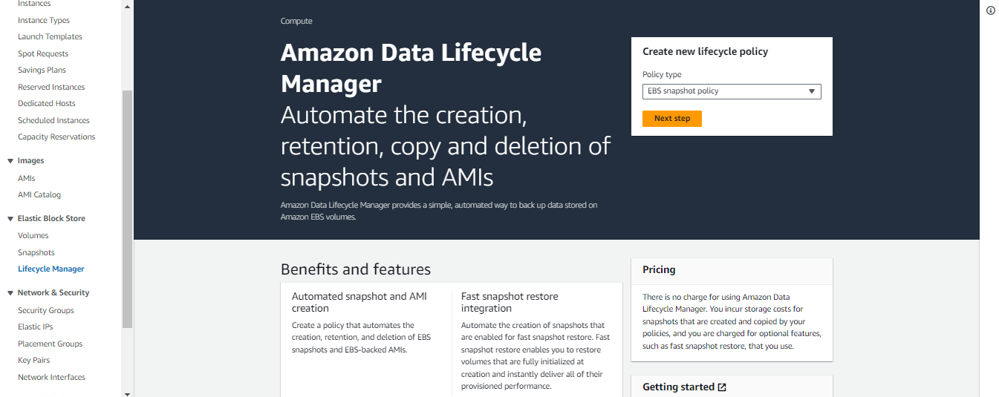 Instances
Instance Types
Launch Templates
Spot Requests
Savings Plans
Reserved Instances
Dedicated Hosts
Scheduled Instances
Capacity Reservations
Images
AMIs
AMI Catalog
Elastic Block Store
Volumes
Snapshots
Lifecycle Manager
Network & Security
Security Groups
Elastic IPs
Placement Groups
Key Pairs
Network Interfaces
Compute
Amazon Data Lifecycle
Manager
Automate the creation,
retention, copy and deletion of
snapshots and AMIs
Amazon Data Lifecycle Manager provides a simple, automated way to back up data stored on
Amazon EBS volumes.
Create new lifecycle policy
Policy type
EBS snapshot policy
Next step
Benefits and features
Automated snapshot and AMI
creation
Create a policy that automates the
creation, retention, and deletion of EBS
snapshots and EBS-backed AMIs.
Fast snapshot restore
integration
Automate the creation of snapshots that
are enabled for fast snapshot restore. Fast
snapshot restore enables you to restore
volumes that are fully initialized at
creation and instantly deliver all of their
provisioned performance.
Pricing
There is no charge for using Amazon Data
Lifecycle Manager. You incur storage costs for
snapshots that are created and copied by your
policies, and you are charged for optional features,
such as fast snapshot restore, that you use.
Getting started